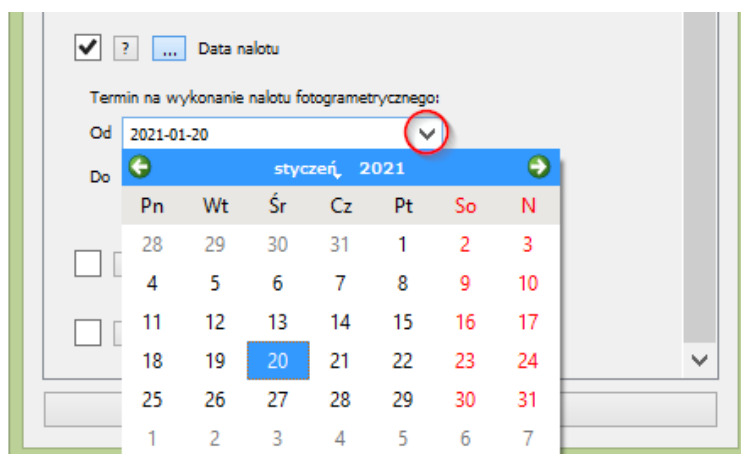 ? ... Data nalotu
Termin na wykonanie nalotu fotogrametrycznego:
Od 2021-01-20
Do
styczeń, 2021
Pn Wt Śr Cz Pt So N
28 29 30 31 1 2 3
4 5 6 7 8 9 10
11 12 13 14 15 16 17
18 19 20 21 22 23 24
25 26 27 28 29 30 31
1 2 3 4 5 6 7